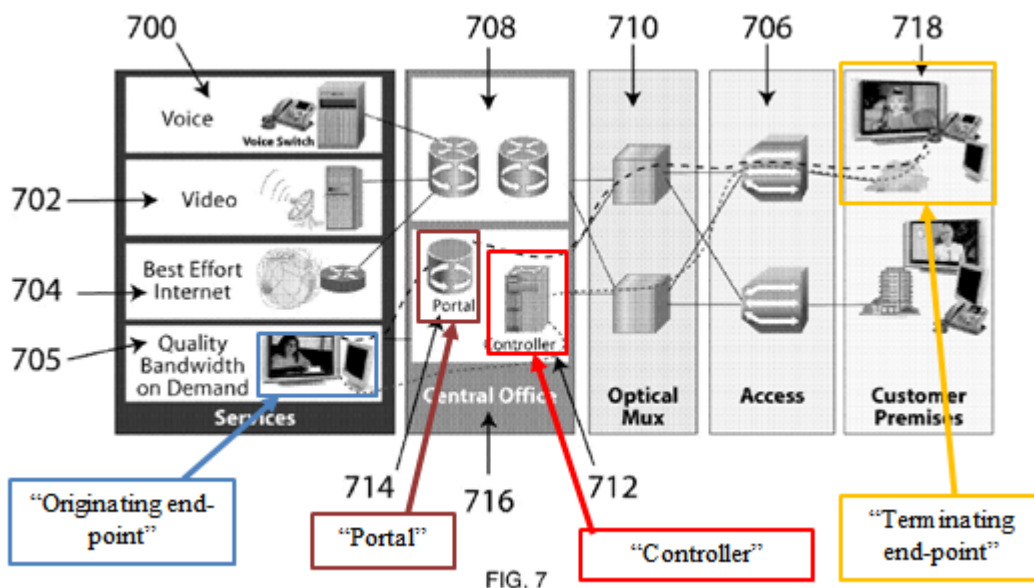 700
708
710
706
718
Voice
Voice Switch
702
Video
704
Best Effort
Internet
Portal
705
Quality
Bandwidth
on Demand
Controller
Services
Central Office
Optical
Mux
Access
Customer
Premises
714
716
712
“Originating end-
point”
“Portal”
“Controller”
“Terminating
end-point”
FIG. 7